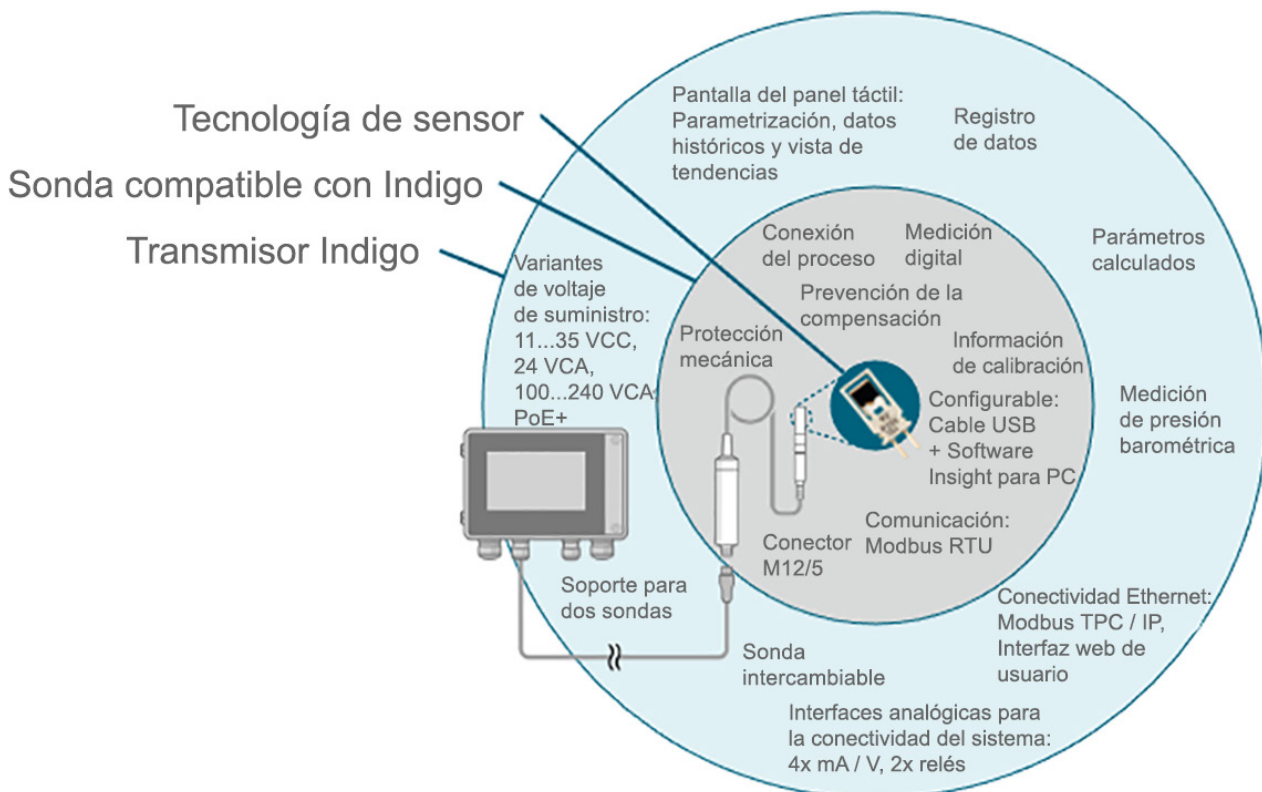 Tecnología de sensor
Sonda compatible con Indigo
Transmisor Indigo
Pantalla del panel táctil:
Parametrización, datos
históricos y vista de
tendencias
Registro
de datos
Parámetros
calculados
Medición
de presión
barométrica
Conectividad Ethernet:
Modbus TPC / IP,
Interfaz web de
usuario
Interfaces analógicas para
la conectividad del sistema:
4x mA / V, 2x relés
Sonda
intercambiable
Soporte para
dos sondas
Variantes
de voltaje
de suministro:
11...35 VCC,
24 VCA,
100...240 VCA
PoE+
Conexión
del proceso
Medición
digital
Prevención de la
compensación
Protección
mecánica
Información
de calibración
Configurable:
Cable USB
+ Software
Insight para PC
Comunicación:
Modbus RTU
Conector
M12/5